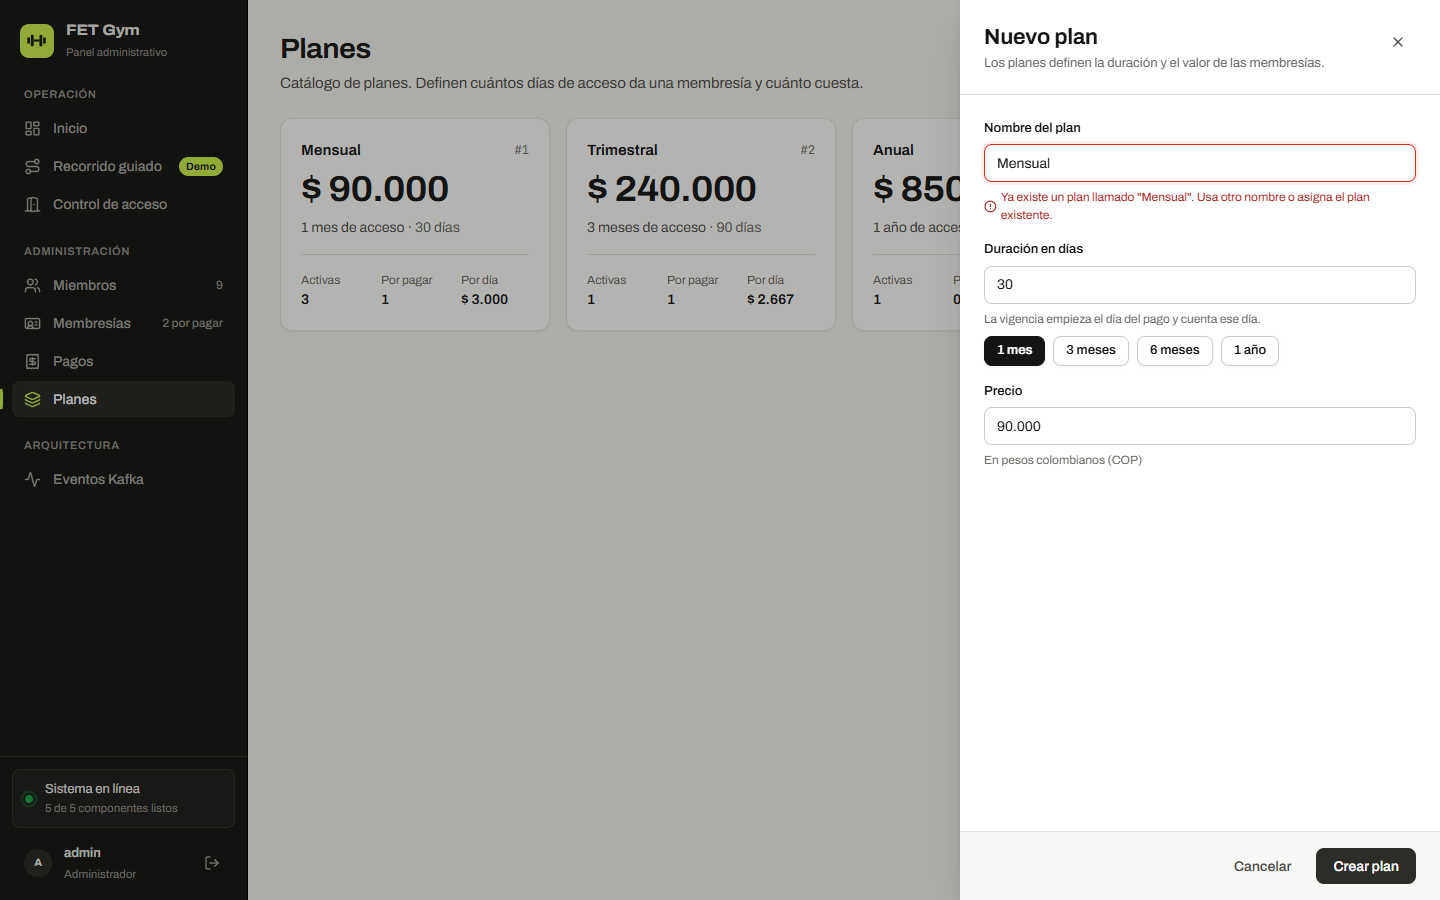 FET Gym
Panel administrativo
OPERACIÓN
Inicio
Recorrido guiado Demo
Control de acceso
ADMINISTRACIÓN
Miembros 9
Membresías 2 por pagar
Pagos
Planes
ARQUITECTURA
Eventos Kafka
Sistema en línea
5 de 5 componentes listos
A admin
Administrador
Planes
Catálogo de planes. Definen cuántos días de acceso da una membresía y cuánto cuesta.
Mensual #1
$ 90.000
1 mes de acceso · 30 días
Activas Por pagar Por día
3 1 $ 3.000
Trimestral #2
$ 240.000
3 meses de acceso · 90 días
Activas Por pagar Por día
1 1 $ 2.667
Anual
$ 850
1 año de acces
Activas P
1 0
Nuevo plan
Los planes definen la duración y el valor de las membresías.
Nombre del plan
Mensual
Ya existe un plan llamado "Mensual". Usa otro nombre o asigna el plan
existente.
Duración en días
30
La vigencia empieza el día del pago y cuenta ese día.
1 mes 3 meses 6 meses 1 año
Precio
90.000
En pesos colombianos (COP)
Cancelar Crear plan